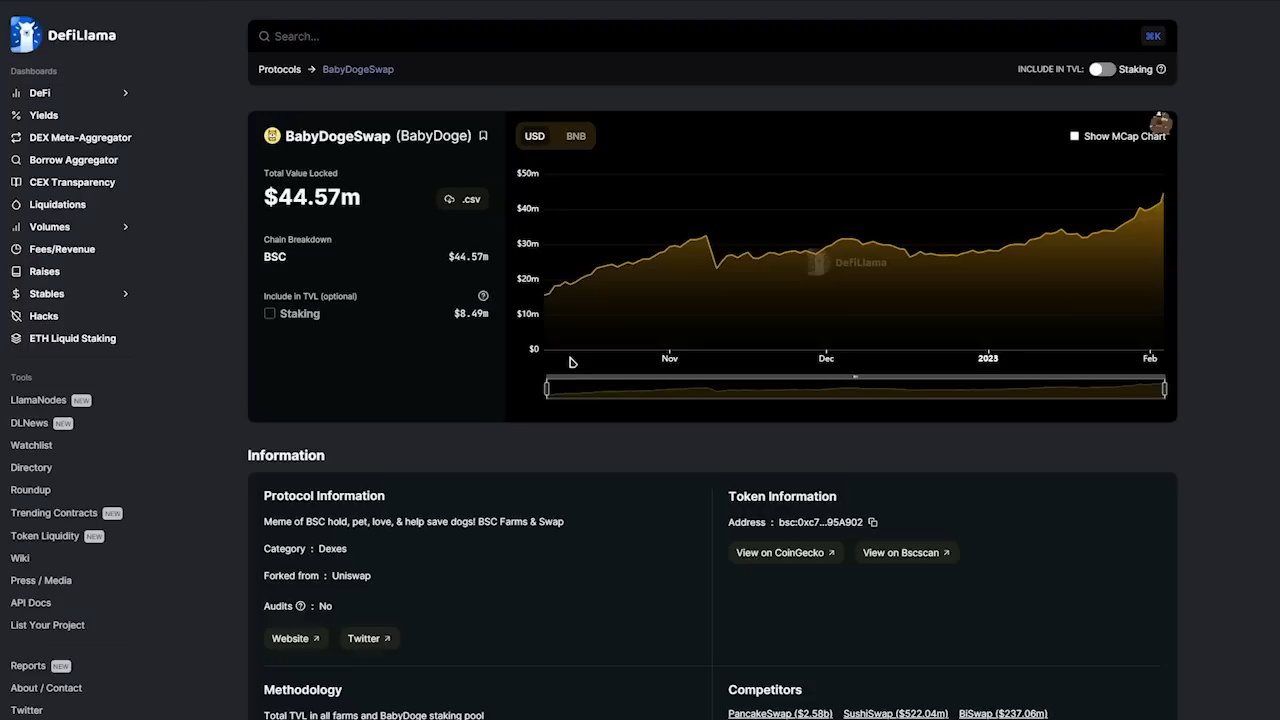 DefiLlama
Search...
⌘K
Protocols → BabyDogeSwap
INCLUDE IN TVL: Staking
Dashboards
DeFi
Yields
DEX Meta-Aggregator
Borrow Aggregator
CEX Transparency
Liquidations
Volumes
Fees/Revenue
Raises
Stables
Hacks
ETH Liquid Staking
Tools
LlamaNodes NEW
DLNews NEW
Watchlist
Directory
Roundup
Trending Contracts NEW
Token Liquidity NEW
Wiki
Press / Media
API Docs
List Your Project
Reports NEW
About / Contact
Twitter
BabyDogeSwap (BabyDoge)
Total Value Locked
$44.57m
.csv
Chain Breakdown
BSC $44.57m
Include in TVL (optional)
Staking $8.49m
USD BNB
Show MCap Chart
$50m
$40m
$30m
$20m
$10m
$0
DefiLlama
Nov Dec 2023 Feb
Information
Protocol Information
Meme of BSC hold, pet, love, & help save dogs! BSC Farms & Swap
Category : Dexes
Forked from : Uniswap
Audits ? : No
Website Twitter
Token Information
Address : bsc:0xc7...95A902
View on CoinGecko View on Bscscan
Methodology
Total TVL in all farms and BabyDoge staking pool
Competitors
PancakeSwap ($2.58b) SushiSwap ($522.04m) BiSwap ($237.06m)